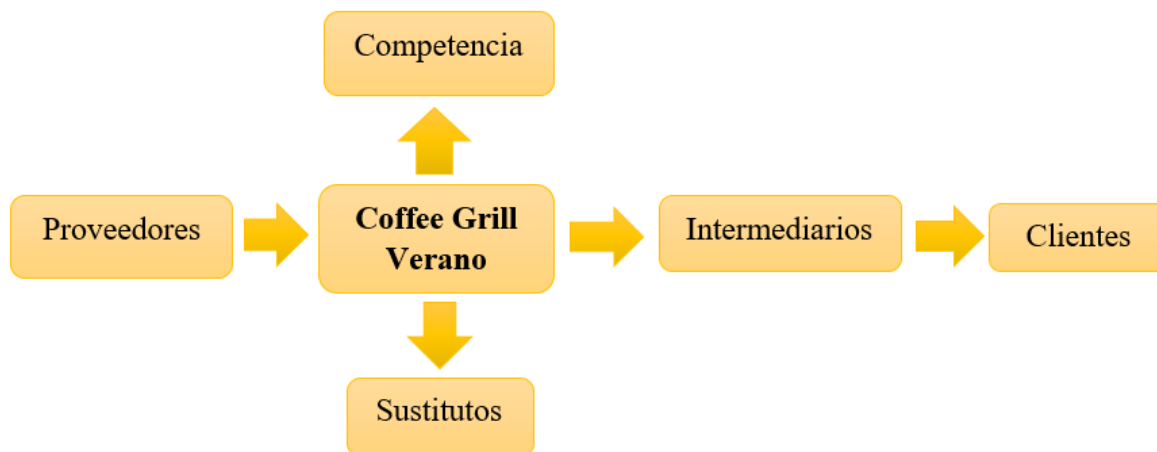 Competencia
Proveedores
Coffee Grill
Verano
Intermediarios
Clientes
Sustitutos